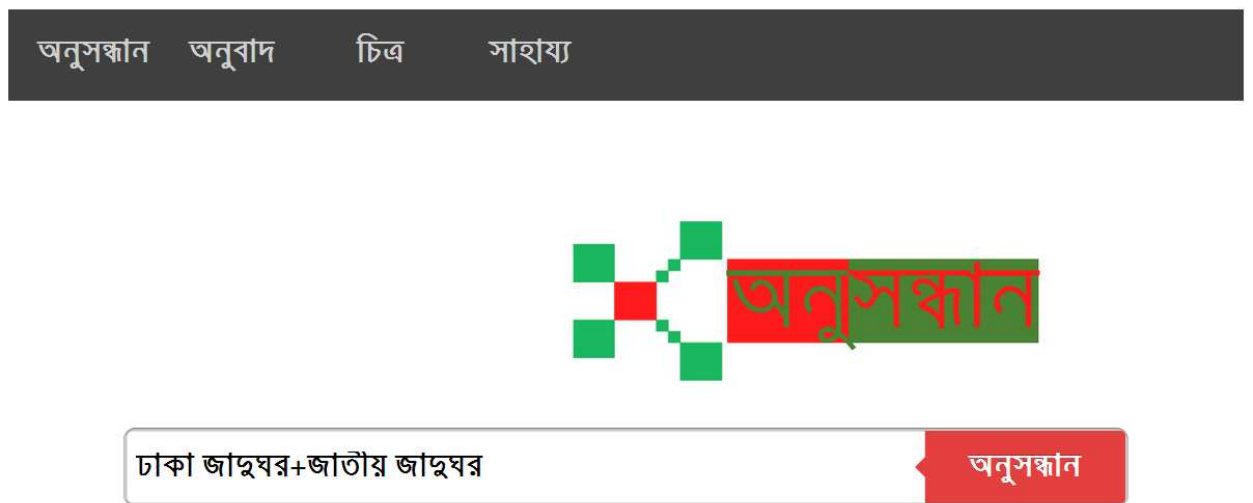 অনুসন্ধান অনুবাদ চিত্র সাহায্য
অনুসন্ধান
ঢাকা জাদুঘর+জাতীয় জাদুঘর অনুসন্ধান